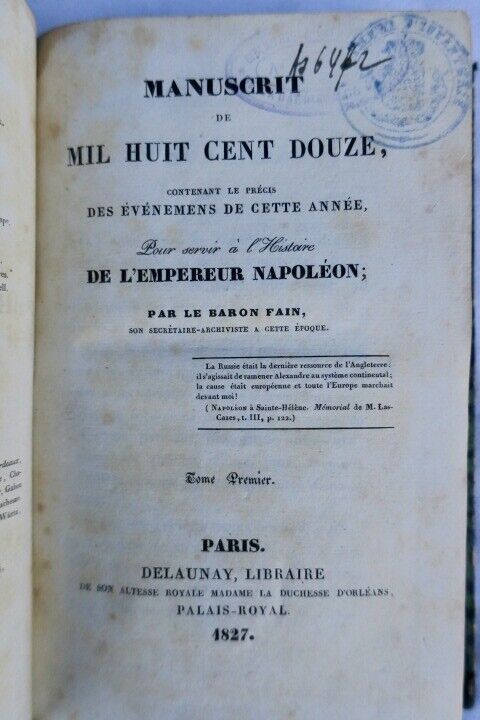 MANUSCRIT
DE
MIL HUIT CENT DOUZE,
CONTENANT LE PRÉCIS
DES ÉVÉNEMENS DE CETTE ANNÉE,
Pour servir à l'Histoire
DE L'EMPEREUR NAPOLÉON;
PAR LE BARON FAIN,
SON SECRÉTAIRE-ARCHIVISTE A CETTE ÉPOQUE.
La Russie était la dernière ressource de l'Angleterre:
il s'agissait de ramener Alexandre au système continental;
la cause était européenne et toute l'Europe marchait
devant moi!
( NAPOLÉON à Sainte-Hélène. Mémorial de M. Las-
Cazes, t. III, p. 122.)
Tome Premier.
PARIS.
DELAUNAY, LIBRAIRE
DE SON ALTESSE ROYALE MADAME LA DUCHESSE D'ORLÉANS,
PALAIS-ROYAL.
1827.